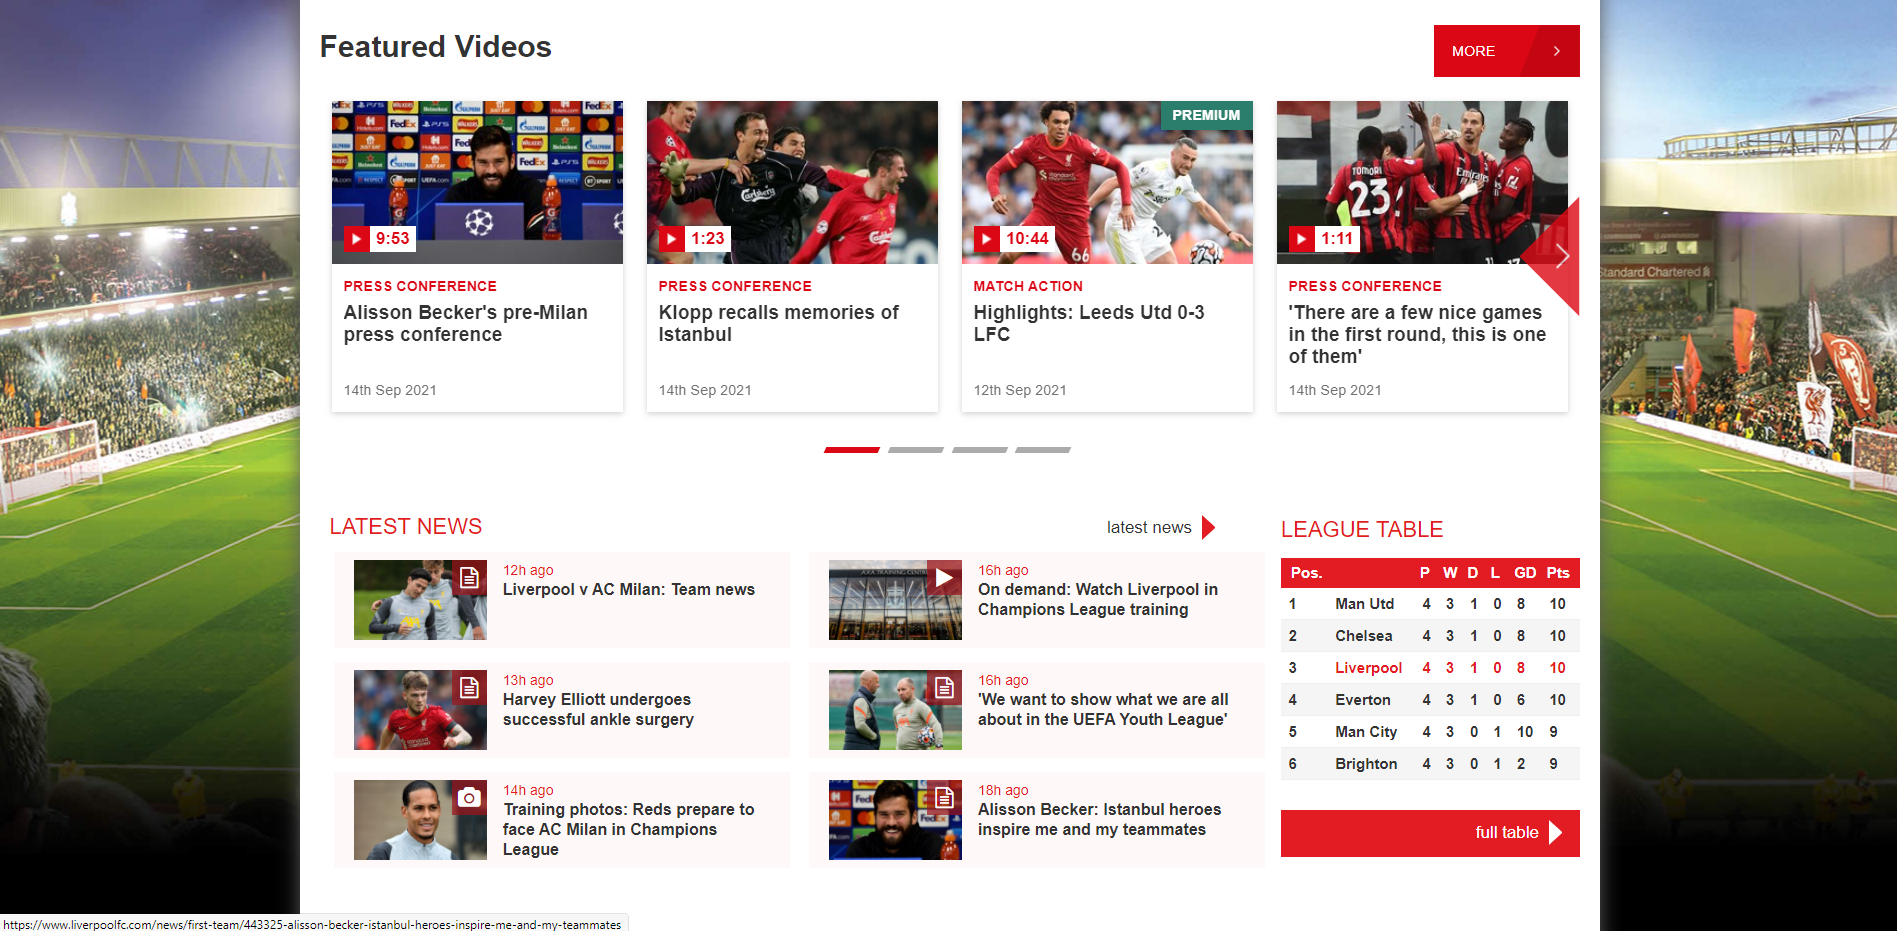 Featured Videos
MORE
PREMIUM
9:53
1:23
10:44
1:11
PRESS CONFERENCE
Alisson Becker's pre-Milan
press conference
14th Sep 2021
PRESS CONFERENCE
Klopp recalls memories of
Istanbul
14th Sep 2021
MATCH ACTION
Highlights: Leeds Utd 0-3
LFC
12th Sep 2021
PRESS CONFERENCE
'There are a few nice games
in the first round, this is one
of them'
14th Sep 2021
TOMORI
23
66
Carlsberg
FedEx
Standard Chartered
LATEST NEWS
latest news
12h ago
Liverpool v AC Milan: Team news
13h ago
Harvey Elliott undergoes
successful ankle surgery
14h ago
Training photos: Reds prepare to
face AC Milan in Champions
League
16h ago
On demand: Watch Liverpool in
Champions League training
16h ago
'We want to show what we are all
about in the UEFA Youth League'
18h ago
Alisson Becker: Istanbul heroes
inspire me and my teammates
LEAGUE TABLE
Pos. P W D L GD Pts
1 Man Utd 4 3 1 0 8 10
2 Chelsea 4 3 1 0 8 10
3 Liverpool 4 3 1 0 8 10
4 Everton 4 3 1 0 6 10
5 Man City 4 3 0 1 10 9
6 Brighton 4 3 0 1 2 9
full table
https://www.liverpoolfc.com/news/first-team/443325-alisson-becker-istanbul-heroes-inspire-me-and-my-teammates